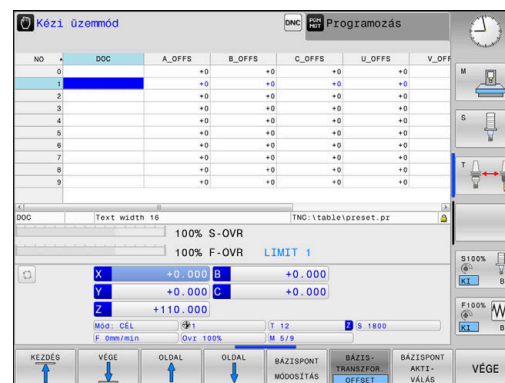 Kézi üzemmód DNC PGM MGT Programozás
NO DOC A_OFFS B_OFFS C_OFFS U_OFFS V_OFF
0 +0 +0 +0 +0
1 +0 +0 +0 +0
2 +0 +0 +0 +0
3 +0 +0 +0 +0
4 +0 +0 +0 +0
5 +0 +0 +0 +0
6 +0 +0 +0 +0
7 +0 +0 +0 +0
8 +0 +0 +0 +0
9 +0 +0 +0 +0
DOC Text width 16 TNC:\table\preset.pr
100% S-OVR
100% F-OVR LIMIT 1
X +0.000 B +0.000
Y +0.000 C +0.000
Z +110.000
Mód: CÉL 1 T 12 Z S 1800
F 0mm/min Ovr 100% M 5/9
M
S
T
S100%
KI B
F100%
KI B
KEZDÉS
VÉGE
OLDAL
OLDAL
BÁZISPONT
MÓDOSÍTÁS
BÁZIS-
TRANSZFOR.
OFFSET
BÁZISPONT
AKTI-
VÁLÁS
VÉGE